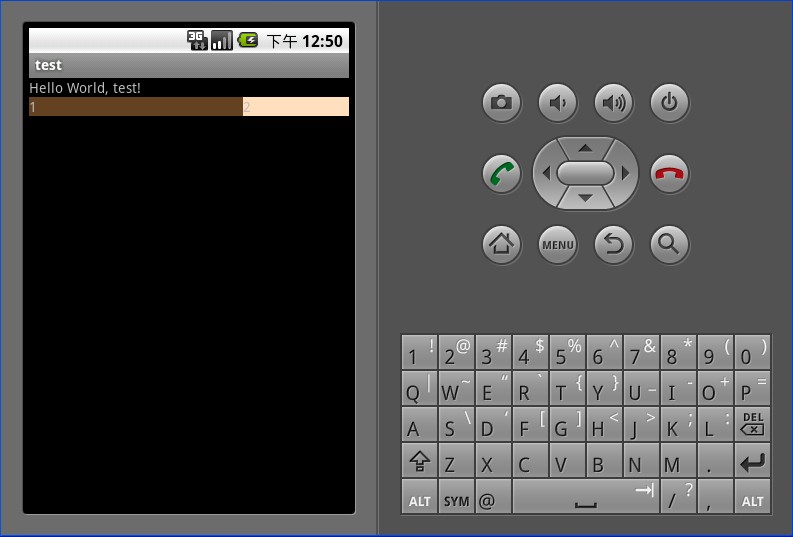 3G 下午 12:50
test
Hello World, test!
1 2
MENU
1 ! 2 @ 3 # 4 $ 5 % 6 ^ 7 & 8 * 9 ( 0 )
Q | W ~ E “ R ` T { Y } U _ I - O + P =
A S \ D ‘ F [ G ] H < J > K ; L : DEL
Z X C V B N M .
ALT SYM @ / ? , ALT